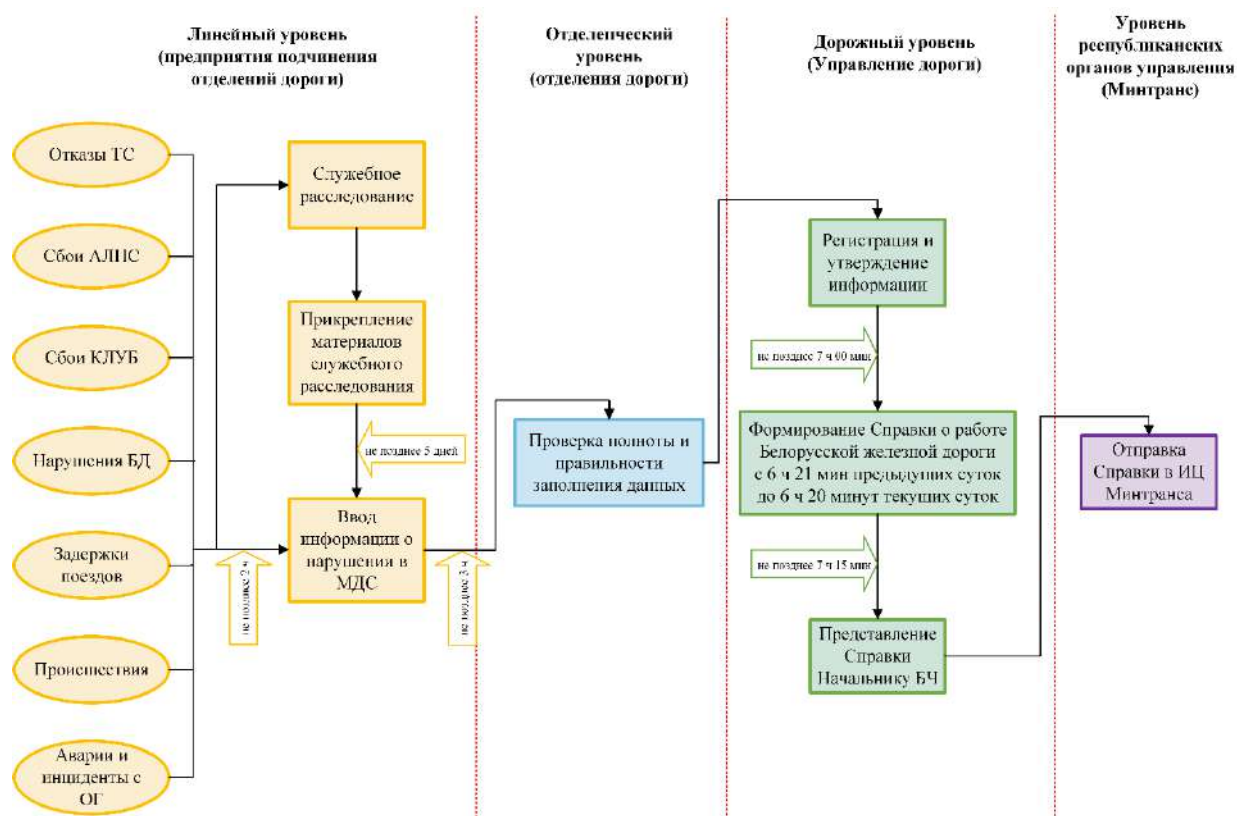 Линейный уровень
(предприятия подчинения
отделений дороги)
Отделенческий
уровень
(отделения дороги)
Дорожный уровень
(Управление дороги)
Уровень
республиканских
органов управления
(Минтранс)
Отказы ТС
Сбои АЛНС
Сбои КЛУБ
Нарушения БД
Задержки
поездов
Происшествия
Аварии и
инциденты с
ОГ
Служебное
расследование
Прикрепление
материалов
служебного
расследования
не позднее 5 дней
Ввод
информации о
нарушения в
МДС
не позднее 2 ч
не позднее 3 ч
Проверка полноты и
правильности
заполнения данных
Регистрация и
утверждение
информации
не позднее 7 ч 00 мин
Формирование Справки о работе
Белорусской железной дороги
с 6 ч 21 мин предыдущих суток
до 6 ч 20 минут текущих суток
не позднее 7 ч 15 мин
Представление
Справки
Начальнику БЧ
Отправка
Справки в ИЦ
Минтранса